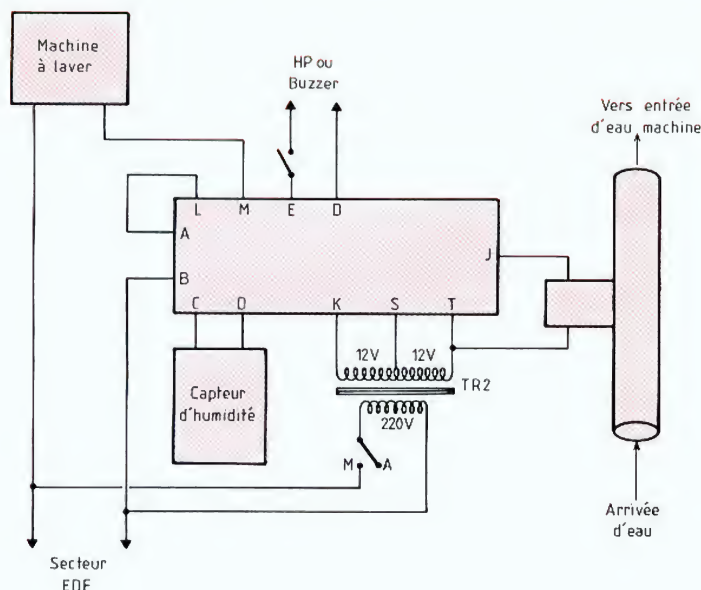 Machine
à laver
HP ou
Buzzer
Vers entrée
d'eau machine
L M E D
A
B
J
C D K S T
12V 12V
TR2
220V
M A
Capteur
d'humidité
Arrivée
d'eau
Secteur
EDF